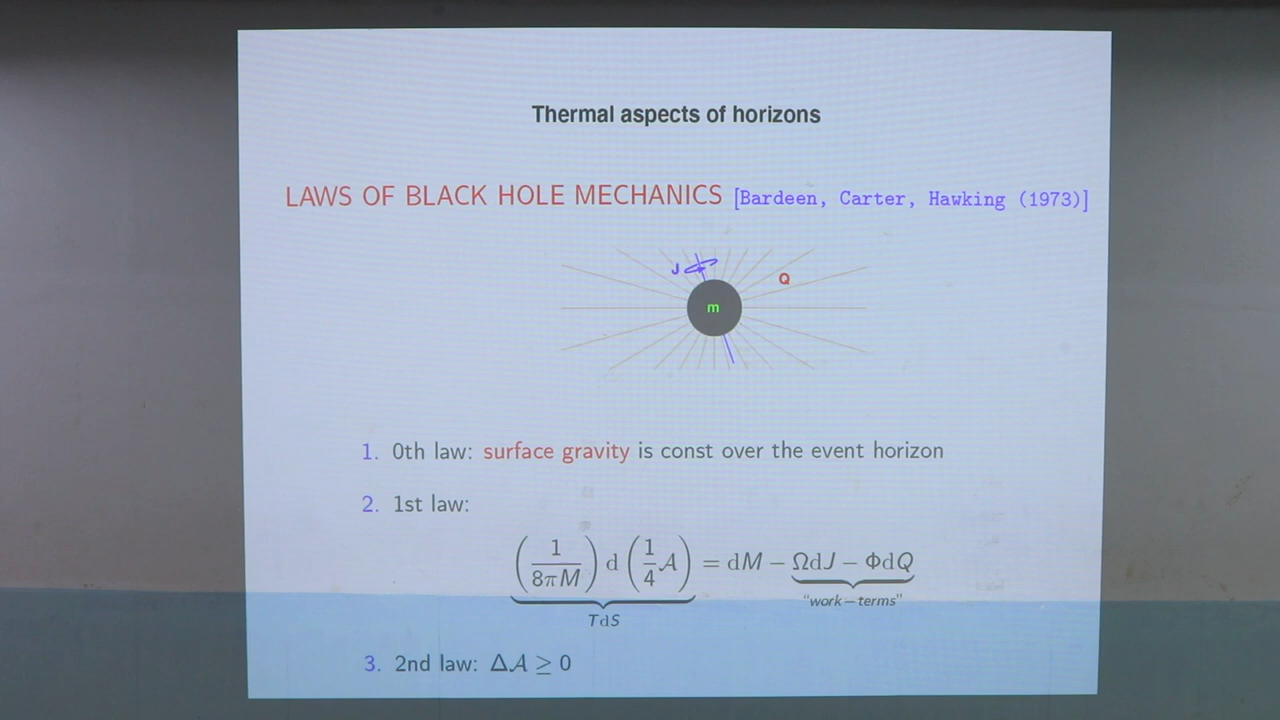 Thermal aspects of horizons
LAWS OF BLACK HOLE MECHANICS [Bardeen, Carter, Hawking (1973)]
J
Q
m
1. 0th law: surface gravity is const over the event horizon
2. 1st law:
(1/8πM) d (1/4 𝒜) = dM − ΩdJ − ΦdQ
TdS
“work − terms”
3. 2nd law: Δ𝒜 ≥ 0